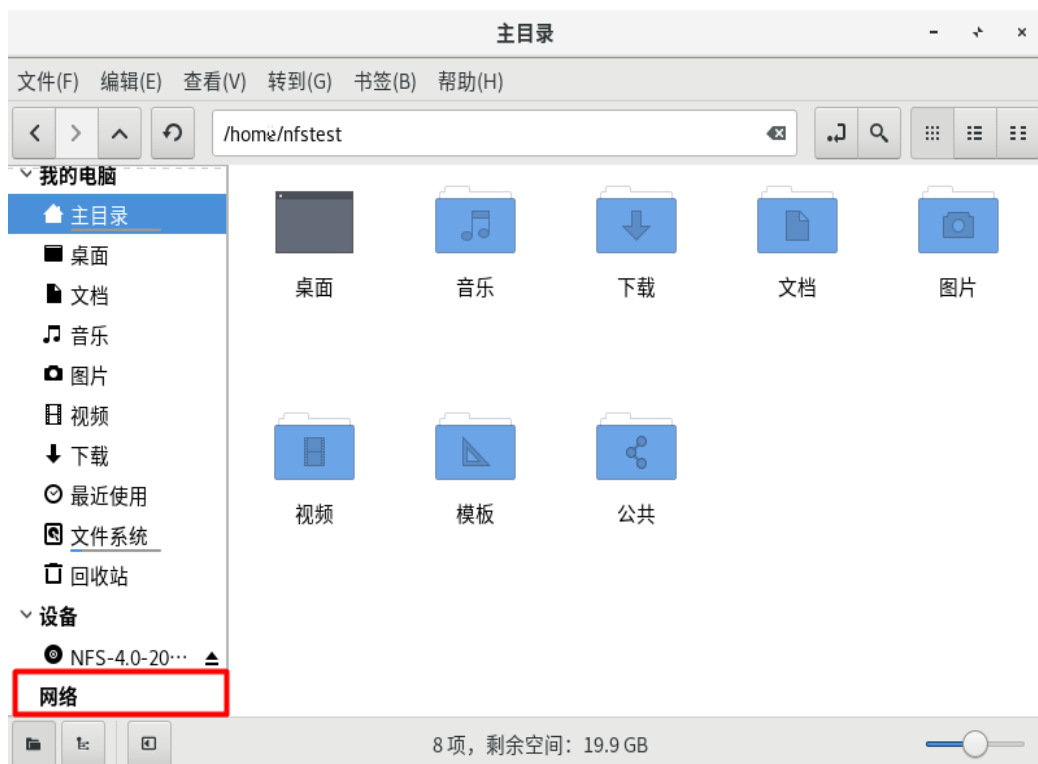 主目录
文件(F) 编辑(E) 查看(V) 转到(G) 书签(B) 帮助(H)
/home/nfstest
我的电脑
主目录
桌面
文档
音乐
图片
视频
下载
最近使用
文件系统
回收站
设备
NFS-4.0-20…
网络
桌面 音乐 下载 文档 图片
视频 模板 公共
8 项，剩余空间：19.9 GB